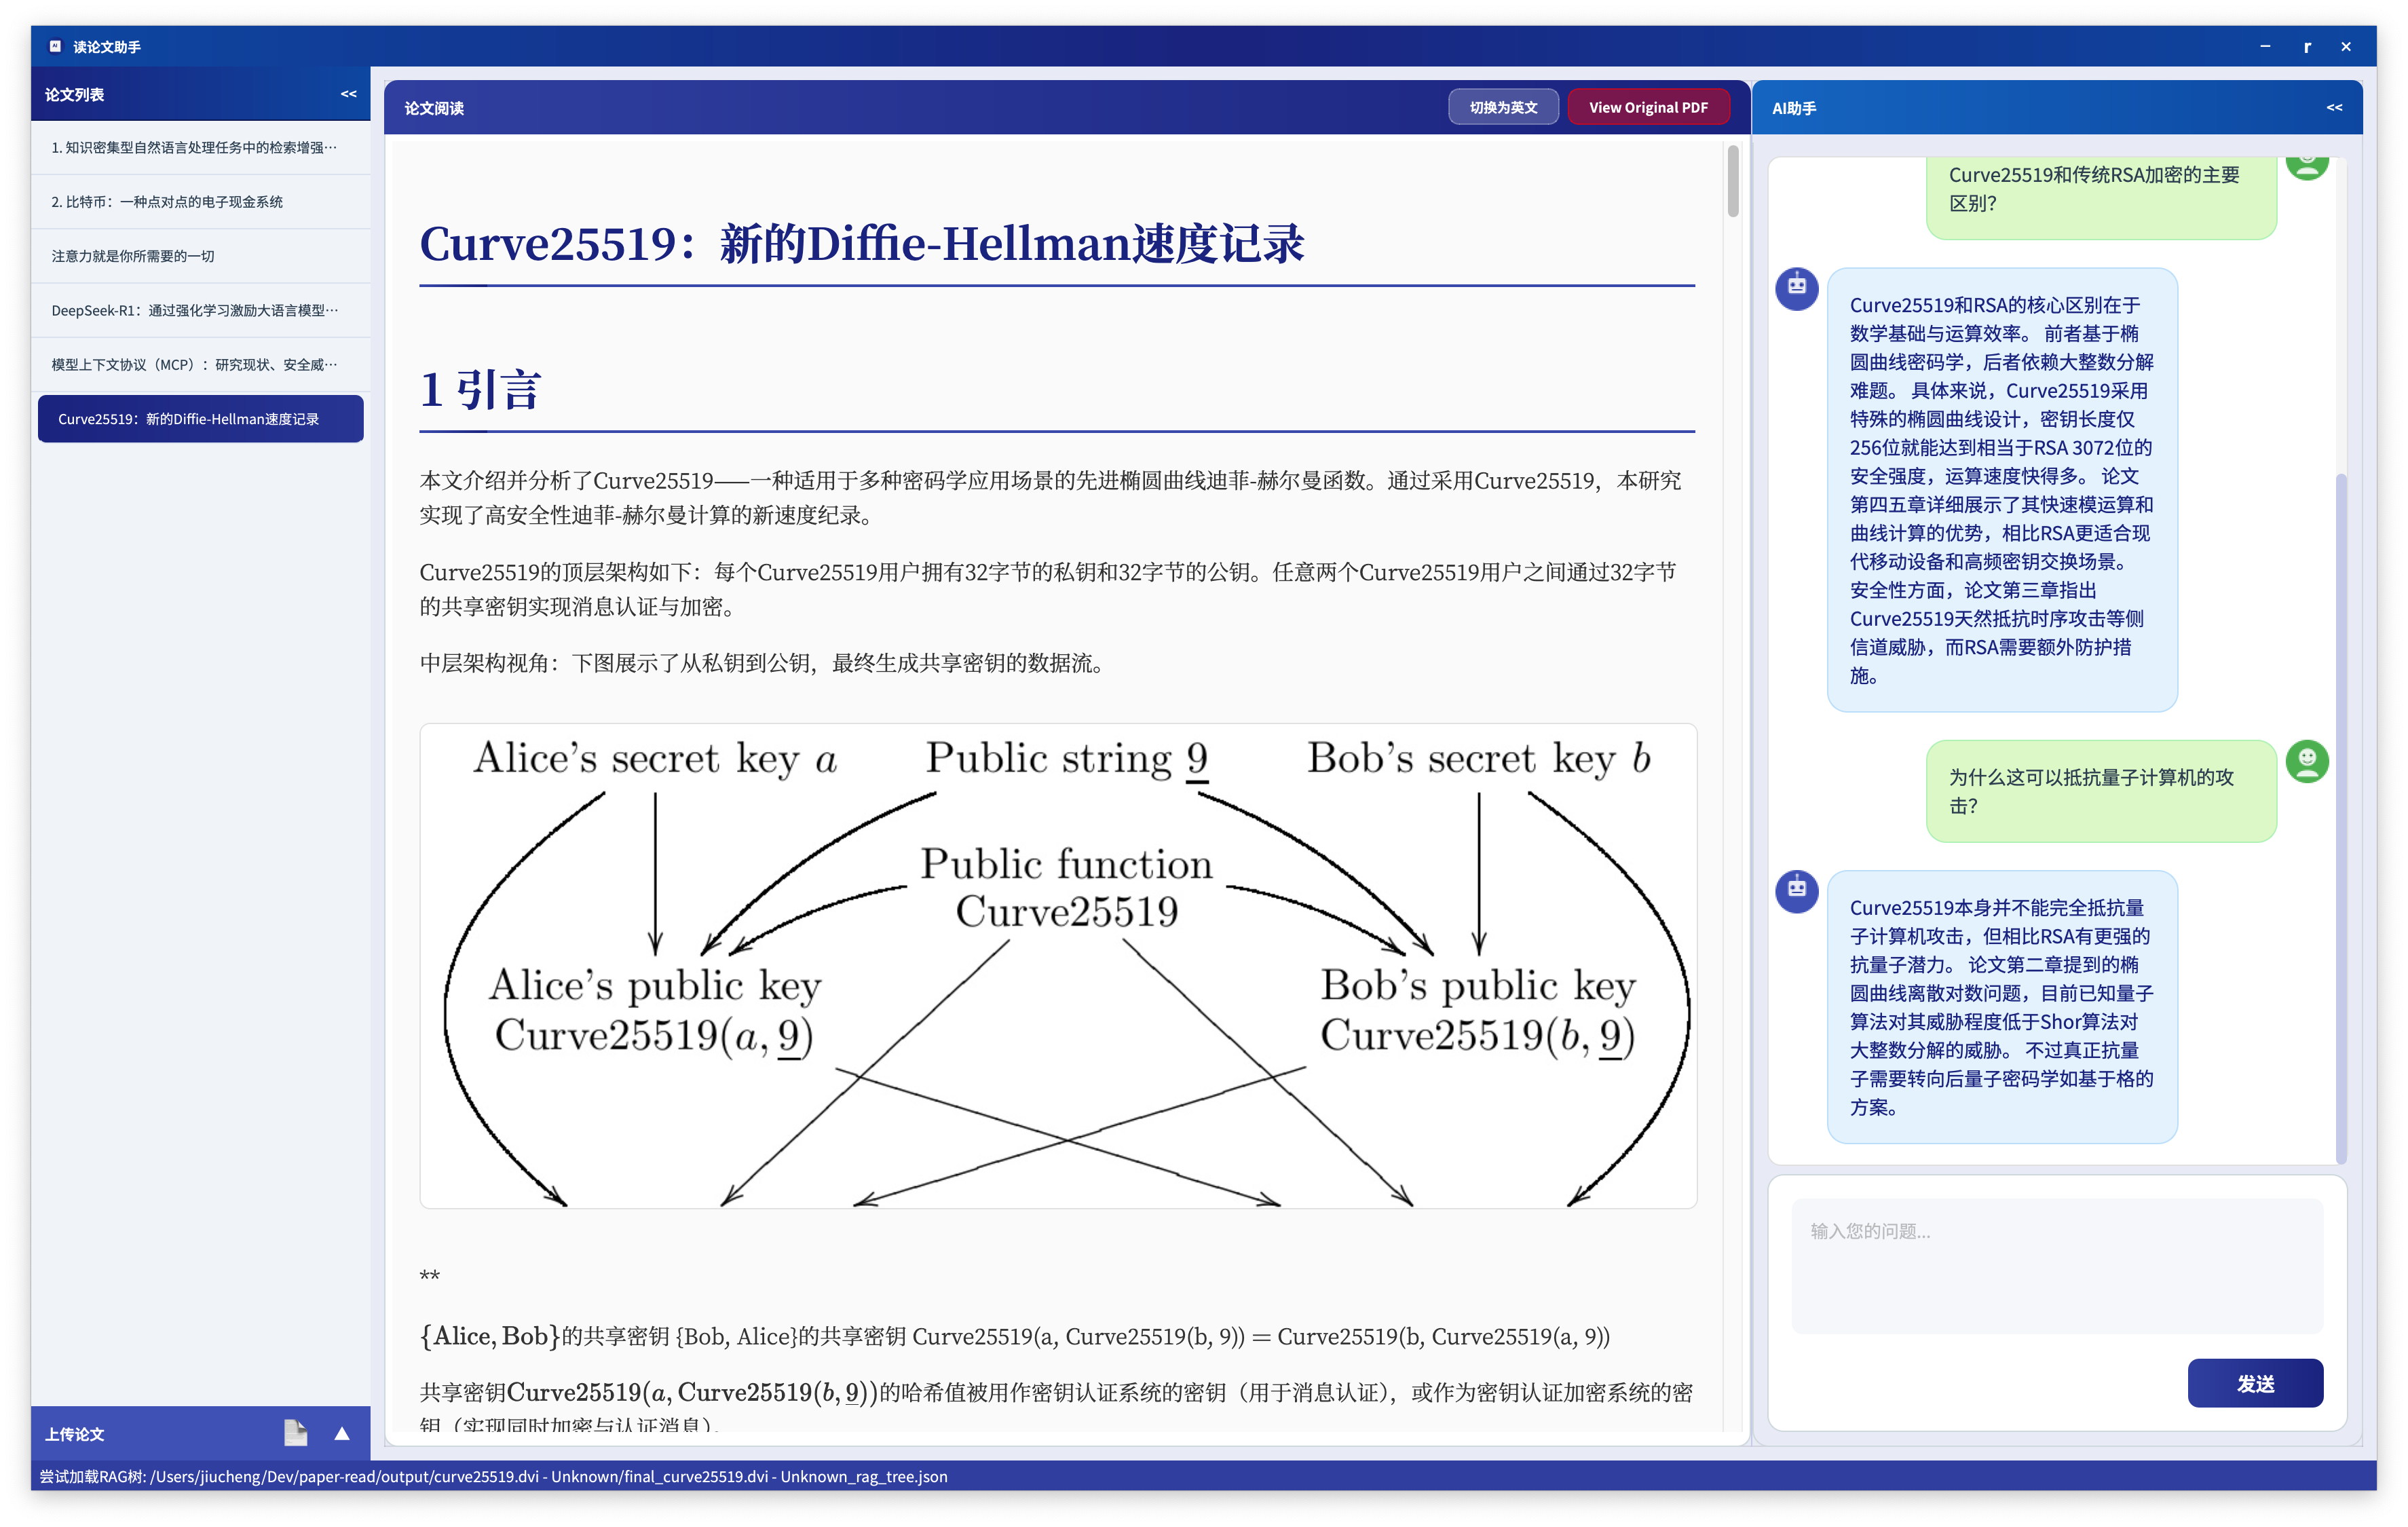 读论文助手
论文列表 <<
1. 知识密集型自然语言处理任务中的检索增强…
2. 比特币：一种点对点的电子现金系统
注意力就是你所需要的一切
DeepSeek-R1：通过强化学习激励大语言模型…
模型上下文协议（MCP）：研究现状、安全威…
Curve25519：新的Diffie-Hellman速度记录
上传论文
论文阅读 切换为英文 View Original PDF
Curve25519：新的Diffie-Hellman速度记录
1 引言
本文介绍并分析了Curve25519——一种适用于多种密码学应用场景的先进椭圆曲线迪菲-赫尔曼函数。通过采用Curve25519，本研究
实现了高安全性迪菲-赫尔曼计算的新速度纪录。
Curve25519的顶层架构如下：每个Curve25519用户拥有32字节的私钥和32字节的公钥。任意两个Curve25519用户之间通过32字节
的共享密钥实现消息认证与加密。
中层架构视角：下图展示了从私钥到公钥，最终生成共享密钥的数据流。
Alice's secret key a Public string 9 Bob's secret key b
Public function
Curve25519
Alice's public key
Curve25519(a, 9)
Bob's public key
Curve25519(b, 9)
**
{Alice, Bob}的共享密钥 {Bob, Alice}的共享密钥 Curve25519(a, Curve25519(b, 9)) = Curve25519(b, Curve25519(a, 9))
共享密钥Curve25519(a, Curve25519(b, 9))的哈希值被用作密钥认证系统的密钥（用于消息认证），或作为密钥认证加密系统的密
钥（实现同时加密与认证消息）。
AI助手 <<
Curve25519和传统RSA加密的主要
区别？
Curve25519和RSA的核心区别在于
数学基础与运算效率。 前者基于椭
圆曲线密码学，后者依赖大整数分解
难题。 具体来说，Curve25519采用
特殊的椭圆曲线设计，密钥长度仅
256位就能达到相当于RSA 3072位的
安全强度，运算速度快得多。 论文
第四五章详细展示了其快速模运算和
曲线计算的优势，相比RSA更适合现
代移动设备和高频密钥交换场景。
安全性方面，论文第三章指出
Curve25519天然抵抗时序攻击等侧
信道威胁，而RSA需要额外防护措
施。
为什么这可以抵抗量子计算机的攻
击？
Curve25519本身并不能完全抵抗量
子计算机攻击，但相比RSA有更强的
抗量子潜力。 论文第二章提到的椭
圆曲线离散对数问题，目前已知量子
算法对其威胁程度低于Shor算法对
大整数分解的威胁。 不过真正抗量
子需要转向后量子密码学如基于格的
方案。
输入您的问题...
发送
尝试加载RAG树: /Users/jiucheng/Dev/paper-read/output/curve25519.dvi - Unknown/final_curve25519.dvi - Unknown_rag_tree.json